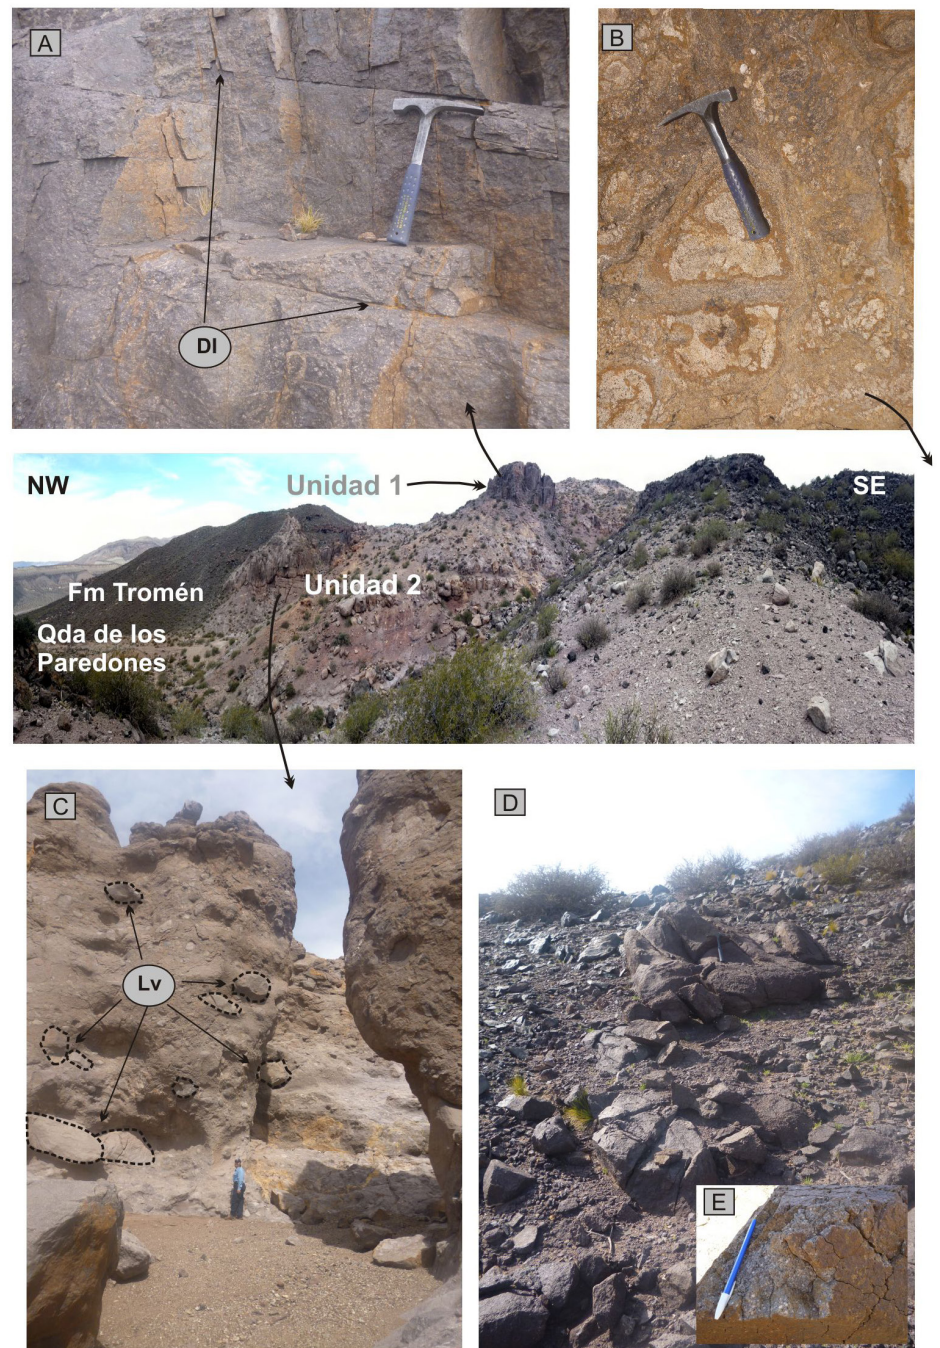 A
B
DI
NW
Unidad 1
SE
Unidad 2
Fm Tromén
Qda de los
Paredones
C
D
Lv
E